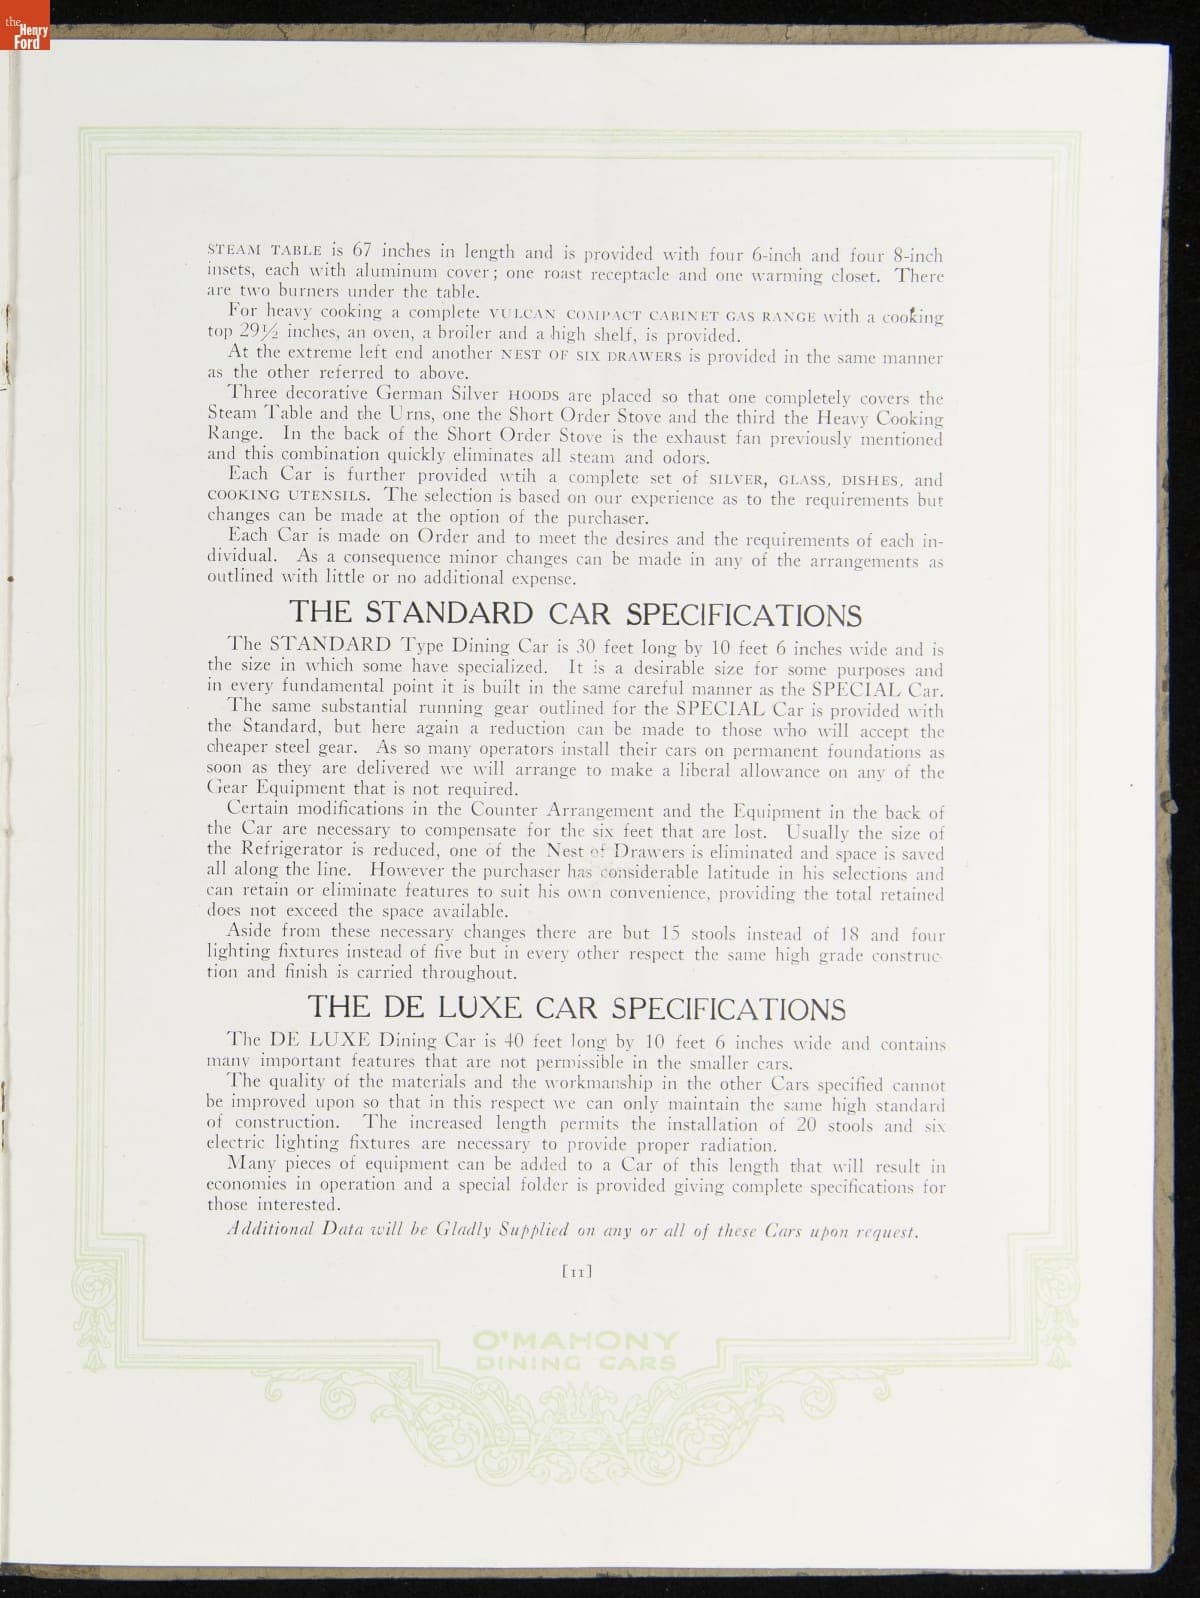 the
Henry
Ford
STEAM TABLE is 67 inches in length and is provided with four 6-inch and four 8-inch
insets, each with aluminum cover; one roast receptacle and one warming closet. There
are two burners under the table.
For heavy cooking a complete VULCAN COMPACT CABINET GAS RANGE with a cooking
top 29½ inches, an oven, a broiler and a high shelf, is provided.
At the extreme left end another NEST OF SIX DRAWERS is provided in the same manner
as the other referred to above.
Three decorative German Silver HOODS are placed so that one completely covers the
Steam Table and the Urns, one the Short Order Stove and the third the Heavy Cooking
Range. In the back of the Short Order Stove is the exhaust fan previously mentioned
and this combination quickly eliminates all steam and odors.
Each Car is further provided wtih a complete set of SILVER, GLASS, DISHES, and
COOKING UTENSILS. The selection is based on our experience as to the requirements but
changes can be made at the option of the purchaser.
Each Car is made on Order and to meet the desires and the requirements of each in-
dividual. As a consequence minor changes can be made in any of the arrangements as
outlined with little or no additional expense.
THE STANDARD CAR SPECIFICATIONS
The STANDARD Type Dining Car is 30 feet long by 10 feet 6 inches wide and is
the size in which some have specialized. It is a desirable size for some purposes and
in every fundamental point it is built in the same careful manner as the SPECIAL Car.
The same substantial running gear outlined for the SPECIAL Car is provided with
the Standard, but here again a reduction can be made to those who will accept the
cheaper steel gear. As so many operators install their cars on permanent foundations as
soon as they are delivered we will arrange to make a liberal allowance on any of the
Gear Equipment that is not required.
Certain modifications in the Counter Arrangement and the Equipment in the back of
the Car are necessary to compensate for the six feet that are lost. Usually the size of
the Refrigerator is reduced, one of the Nest of Drawers is eliminated and space is saved
all along the line. However the purchaser has considerable latitude in his selections and
can retain or eliminate features to suit his own convenience, providing the total retained
does not exceed the space available.
Aside from these necessary changes there are but 15 stools instead of 18 and four
lighting fixtures instead of five but in every other respect the same high grade construc-
tion and finish is carried throughout.
THE DE LUXE CAR SPECIFICATIONS
The DE LUXE Dining Car is 40 feet long by 10 feet 6 inches wide and contains
many important features that are not permissible in the smaller cars.
The quality of the materials and the workmanship in the other Cars specified cannot
be improved upon so that in this respect we can only maintain the same high standard
of construction. The increased length permits the installation of 20 stools and six
electric lighting fixtures are necessary to provide proper radiation.
Many pieces of equipment can be added to a Car of this length that will result in
economies in operation and a special folder is provided giving complete specifications for
those interested.
Additional Data will be Gladly Supplied on any or all of these Cars upon request.
[11]
O'MAHONY
DINING CARS